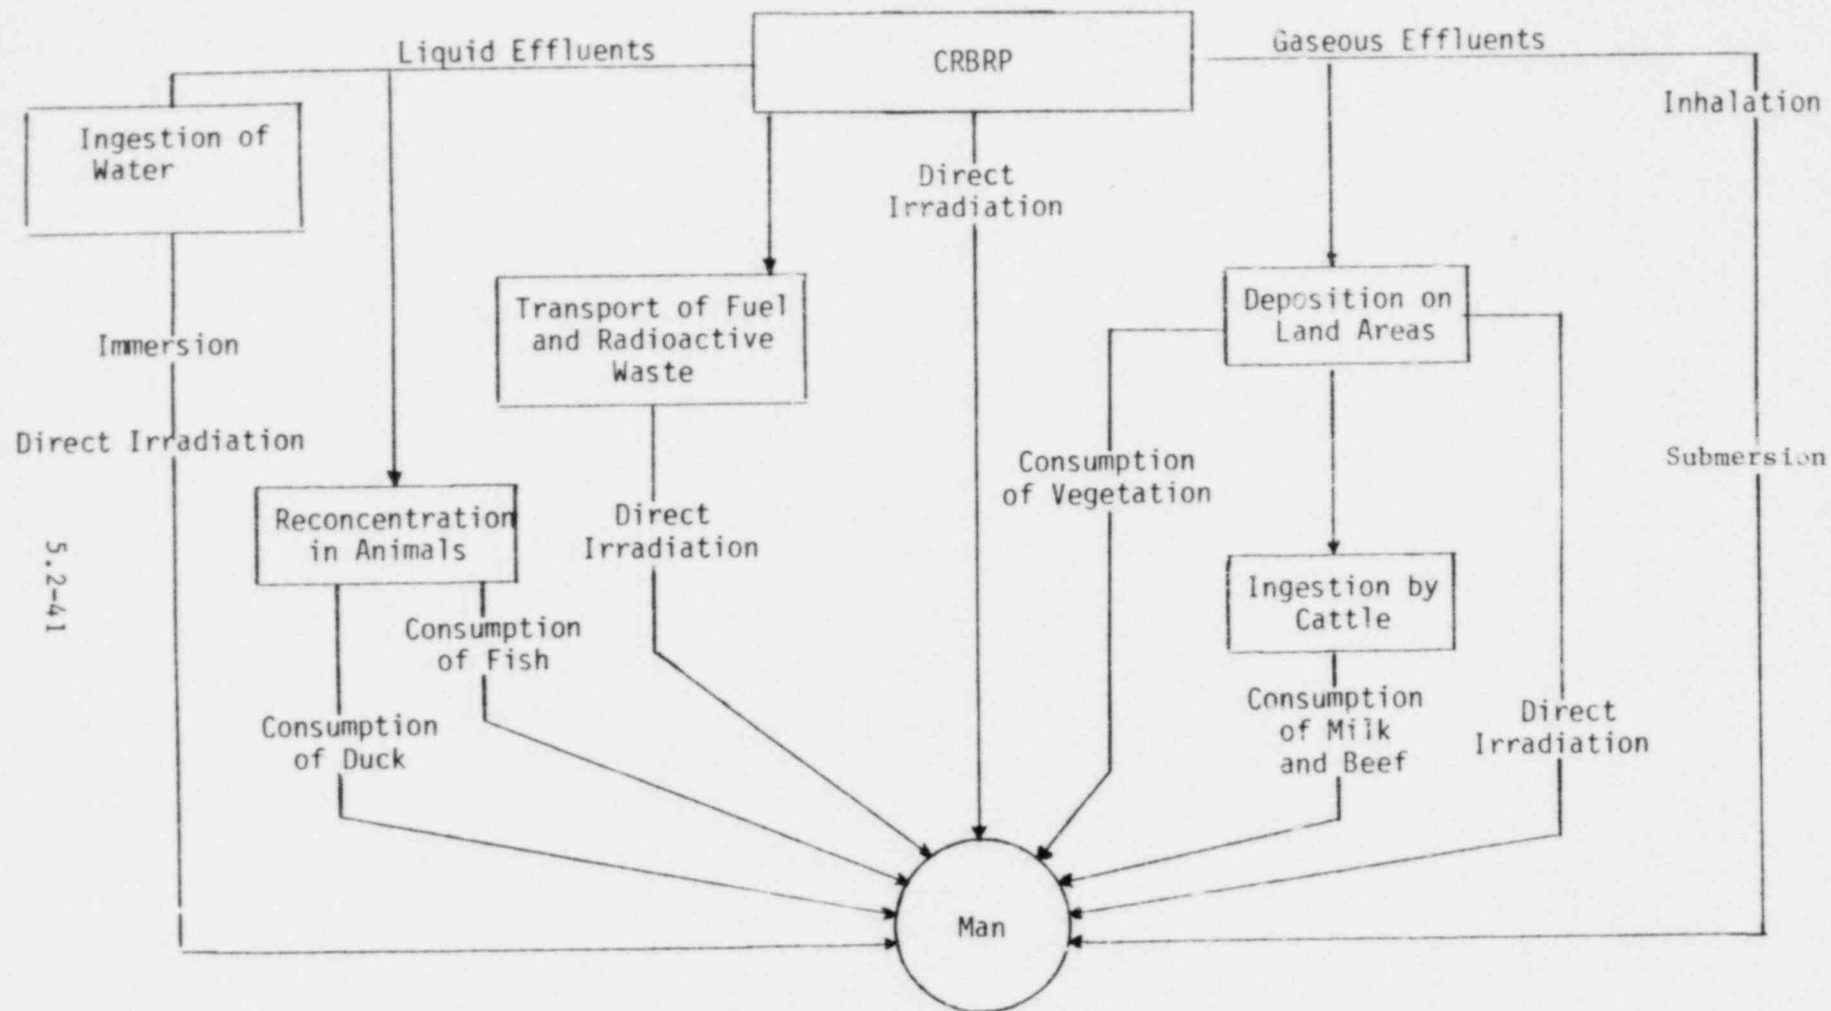 Liquid Effluents
CRBRP
Gaseous Effluents
Inhalation
Ingestion of
Water
Direct
Irradiation
Transport of Fuel
and Radioactive
Waste
Deposition on
Land Areas
Immersion
Direct Irradiation
Consumption
of Vegetation
Submersion
Reconcentration
in Animals
Direct
Irradiation
Ingestion by
Cattle
Consumption
of Fish
Consumption
of Duck
Consumption
of Milk
and Beef
Direct
Irradiation
Man
5.2-41